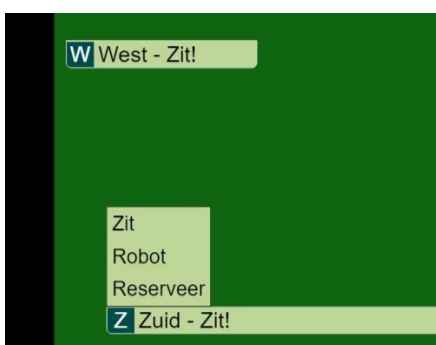 W West - Zit!
Zit
Robot
Reserveer
Z Zuid - Zit!